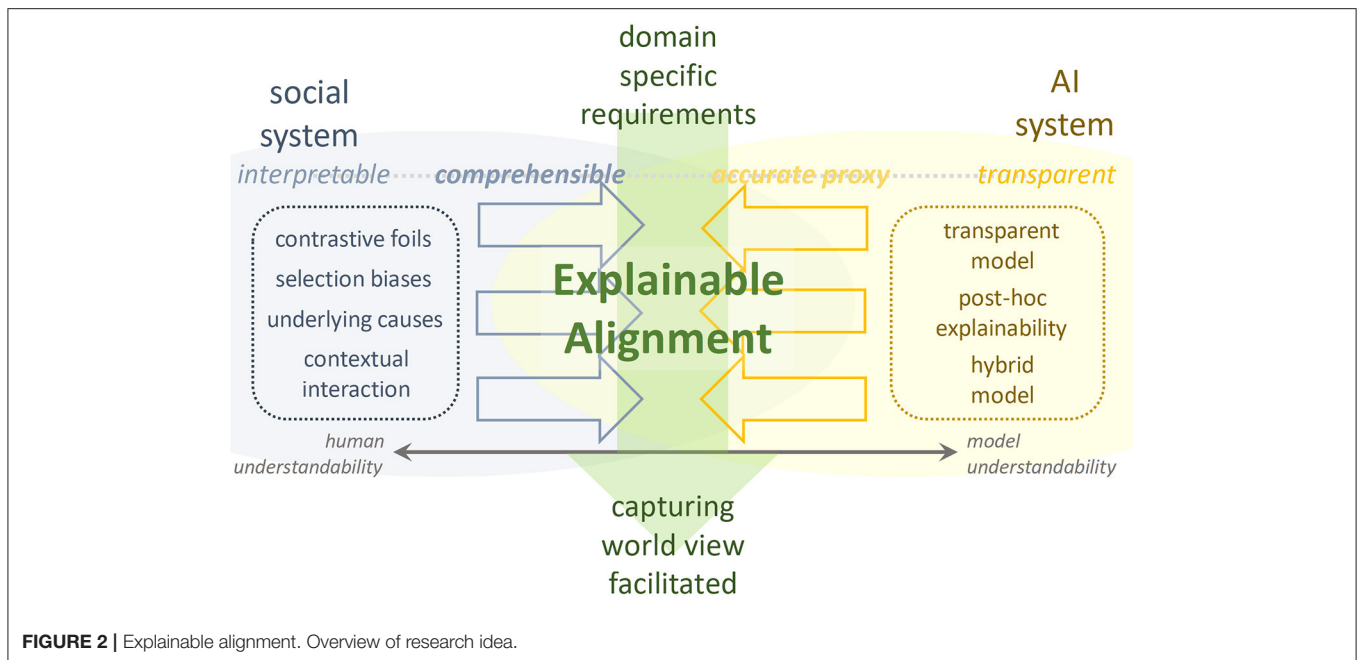 domain
specific
requirements
social
system
AI
system
interpretable
comprehensible
accurate proxy
transparent
contrastive foils
selection biases
underlying causes
contextual
interaction
Explainable
Alignment
transparent
model
post-hoc
explainability
hybrid
model
human
understandability
model
understandability
capturing
world view
facilitated
FIGURE 2 | Explainable alignment. Overview of research idea.